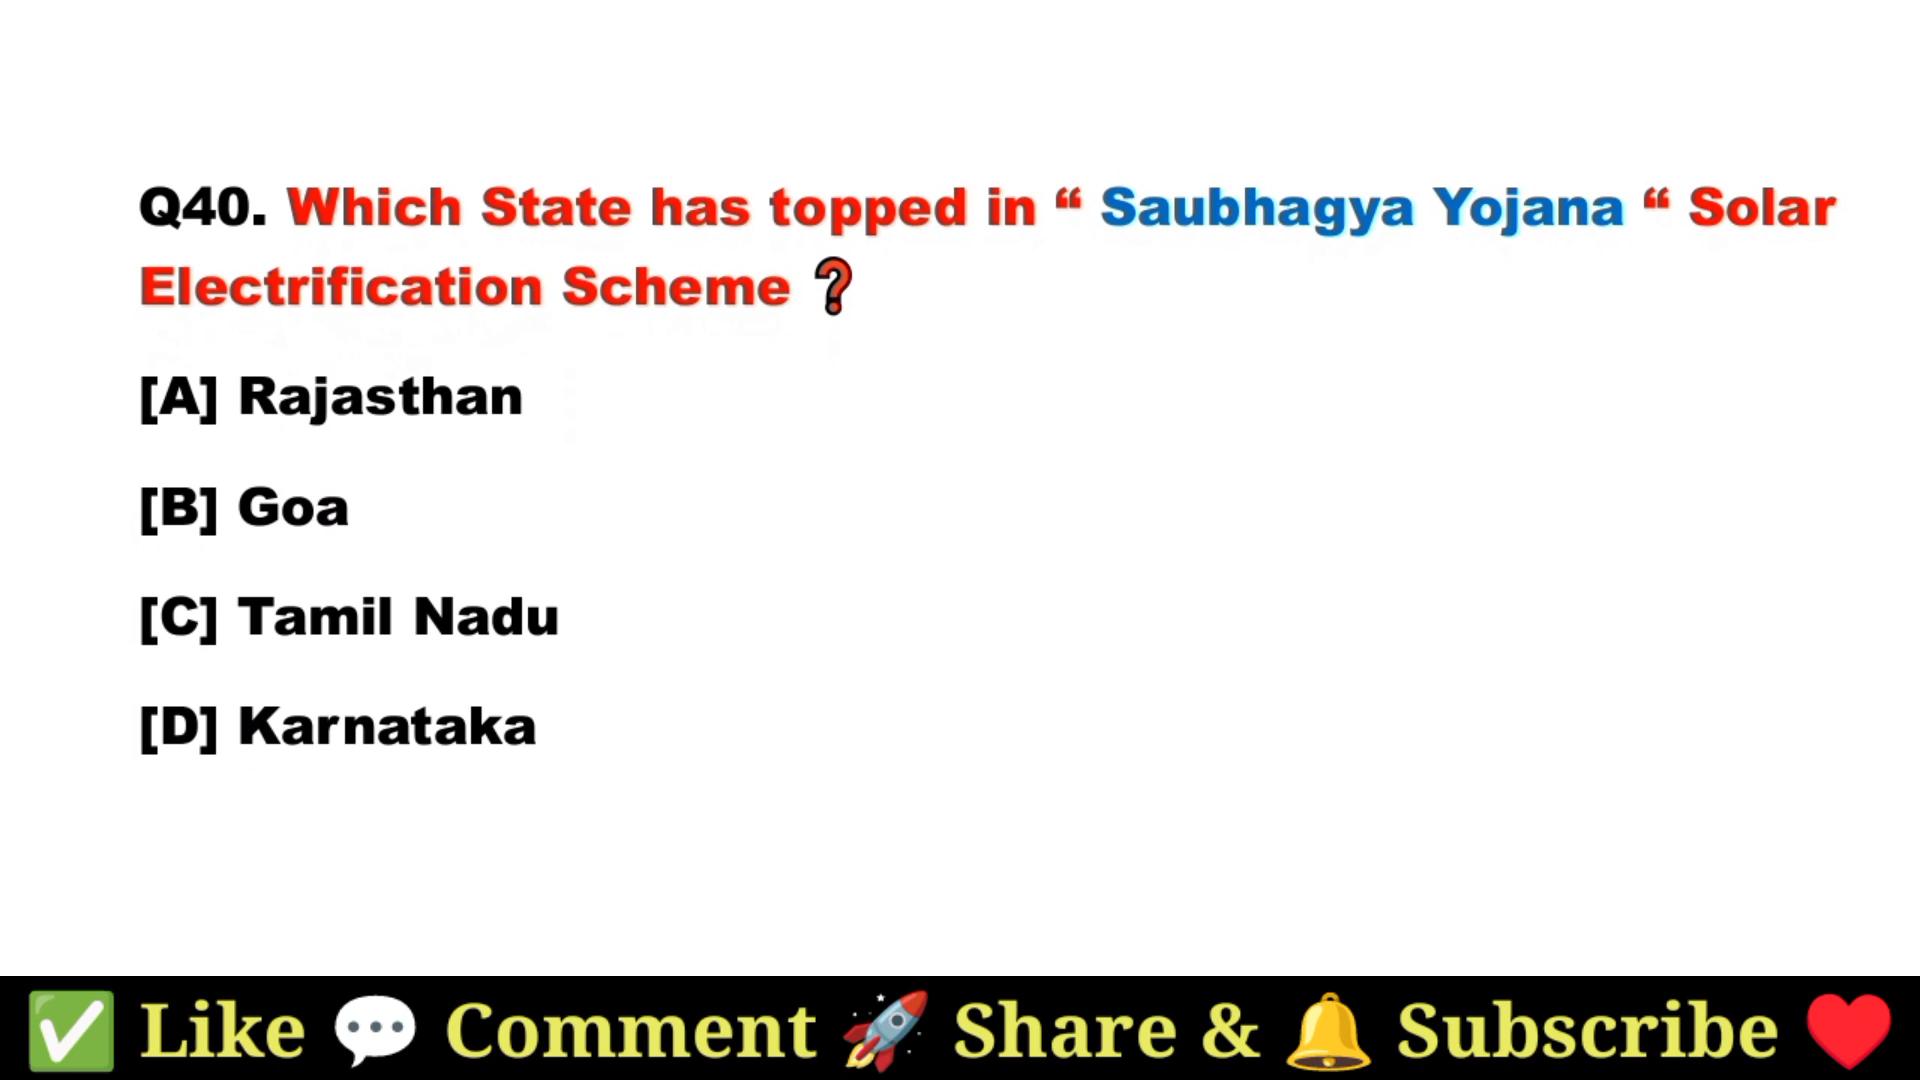 Q40. Which State has topped in “ Saubhagya Yojana “ Solar
Electrification Scheme ❓
[A] Rajasthan
[B] Goa
[C] Tamil Nadu
[D] Karnataka
✅ Like 💬 Comment 🚀 Share & 🔔 Subscribe ♥️